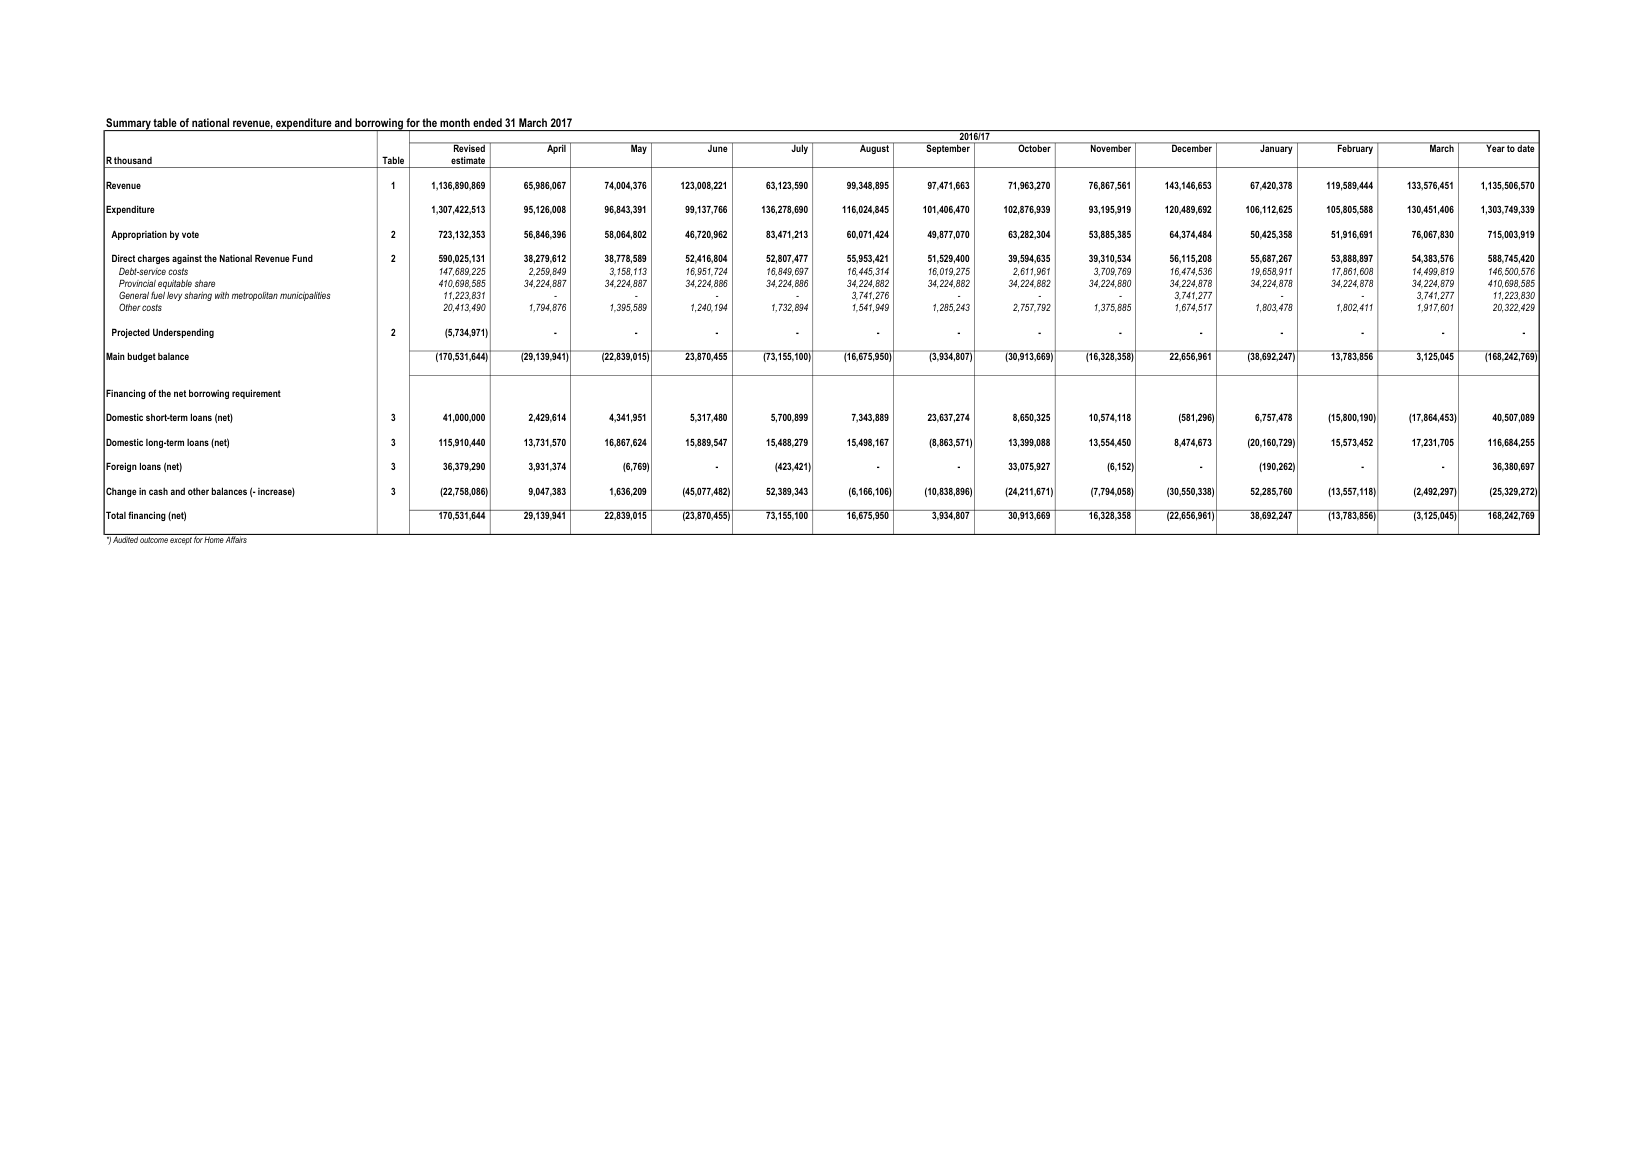 Summary table of national revenue, expenditure and borrowing for the month ended 31 March 2017
2016/17
Revised April May June July August September October November December January February March Year to date
R thousand Table estimate
Revenue 1 1,136,890,869 65,986,067 74,004,376 123,008,221 63,123,590 99,348,895 97,471,663 71,963,270 76,867,561 143,146,653 67,420,378 119,589,444 133,576,451 1,135,506,570
Expenditure 1,307,422,513 95,126,008 96,843,391 99,137,766 136,278,690 116,024,845 101,406,470 102,876,939 93,195,919 120,489,692 106,112,625 105,805,588 130,451,406 1,303,749,339
Appropriation by vote 2 723,132,353 56,846,396 58,064,802 46,720,962 83,471,213 60,071,424 49,877,070 63,282,304 53,885,385 64,374,484 50,425,358 51,916,691 76,067,830 715,003,919
Direct charges against the National Revenue Fund 2 590,025,131 38,279,612 38,778,589 52,416,804 52,807,477 55,953,421 51,529,400 39,594,635 39,310,534 56,115,208 55,687,267 53,888,897 54,383,576 588,745,420
Debt-service costs 147,689,225 2,259,849 3,158,113 16,951,724 16,849,697 16,445,314 16,019,275 2,611,961 3,709,769 16,474,536 19,658,911 17,861,608 14,499,819 146,500,576
Provincial equitable share 410,698,585 34,224,887 34,224,887 34,224,886 34,224,886 34,224,882 34,224,882 34,224,882 34,224,880 34,224,878 34,224,878 34,224,878 34,224,879 410,698,585
General fuel levy sharing with metropolitan municipalities 11,223,831 - - - - 3,741,276 - - - 3,741,277 - - 3,741,277 11,223,830
Other costs 20,413,490 1,794,876 1,395,589 1,240,194 1,732,894 1,541,949 1,285,243 2,757,792 1,375,885 1,674,517 1,803,478 1,802,411 1,917,601 20,322,429
Projected Underspending 2 (5,734,971) - - - - - - - - - - - - -
Main budget balance (170,531,644) (29,139,941) (22,839,015) 23,870,455 (73,155,100) (16,675,950) (3,934,807) (30,913,669) (16,328,358) 22,656,961 (38,692,247) 13,783,856 3,125,045 (168,242,769)
Financing of the net borrowing requirement
Domestic short-term loans (net) 3 41,000,000 2,429,614 4,341,951 5,317,480 5,700,899 7,343,889 23,637,274 8,650,325 10,574,118 (581,296) 6,757,478 (15,800,190) (17,864,453) 40,507,089
Domestic long-term loans (net) 3 115,910,440 13,731,570 16,867,624 15,889,547 15,488,279 15,498,167 (8,863,571) 13,399,088 13,554,450 8,474,673 (20,160,729) 15,573,452 17,231,705 116,684,255
Foreign loans (net) 3 36,379,290 3,931,374 (6,769) - (423,421) - - 33,075,927 (6,152) - (190,262) - - 36,380,697
Change in cash and other balances (- increase) 3 (22,758,086) 9,047,383 1,636,209 (45,077,482) 52,389,343 (6,166,106) (10,838,896) (24,211,671) (7,794,058) (30,550,338) 52,285,760 (13,557,118) (2,492,297) (25,329,272)
Total financing (net) 170,531,644 29,139,941 22,839,015 (23,870,455) 73,155,100 16,675,950 3,934,807 30,913,669 16,328,358 (22,656,961) 38,692,247 (13,783,856) (3,125,045) 168,242,769
*) Audited outcome except for Home Affairs